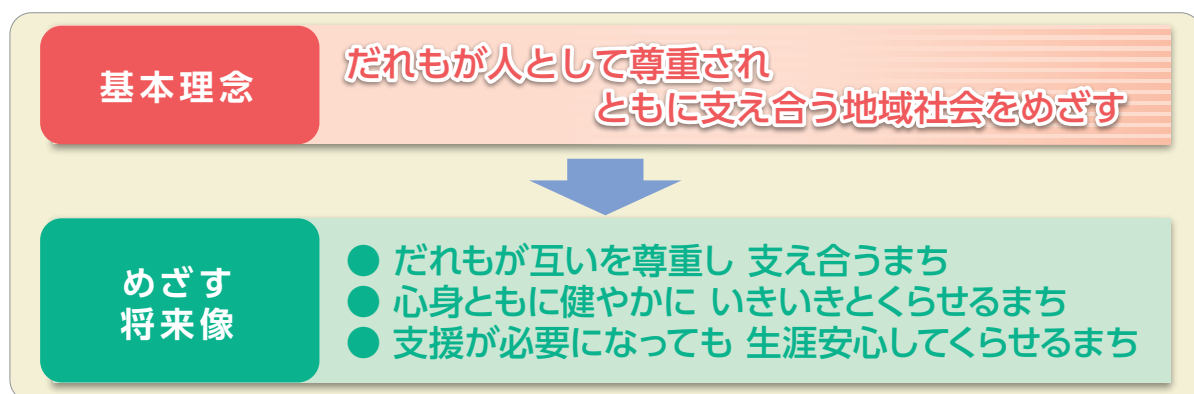 基本理念
だれもが人として尊重され
ともに支え合う地域社会をめざす
めざす
将来像
● だれもが互いを尊重し 支え合うまち
● 心身ともに健やかに いきいきとくらせるまち
● 支援が必要になっても 生涯安心してくらせるまち